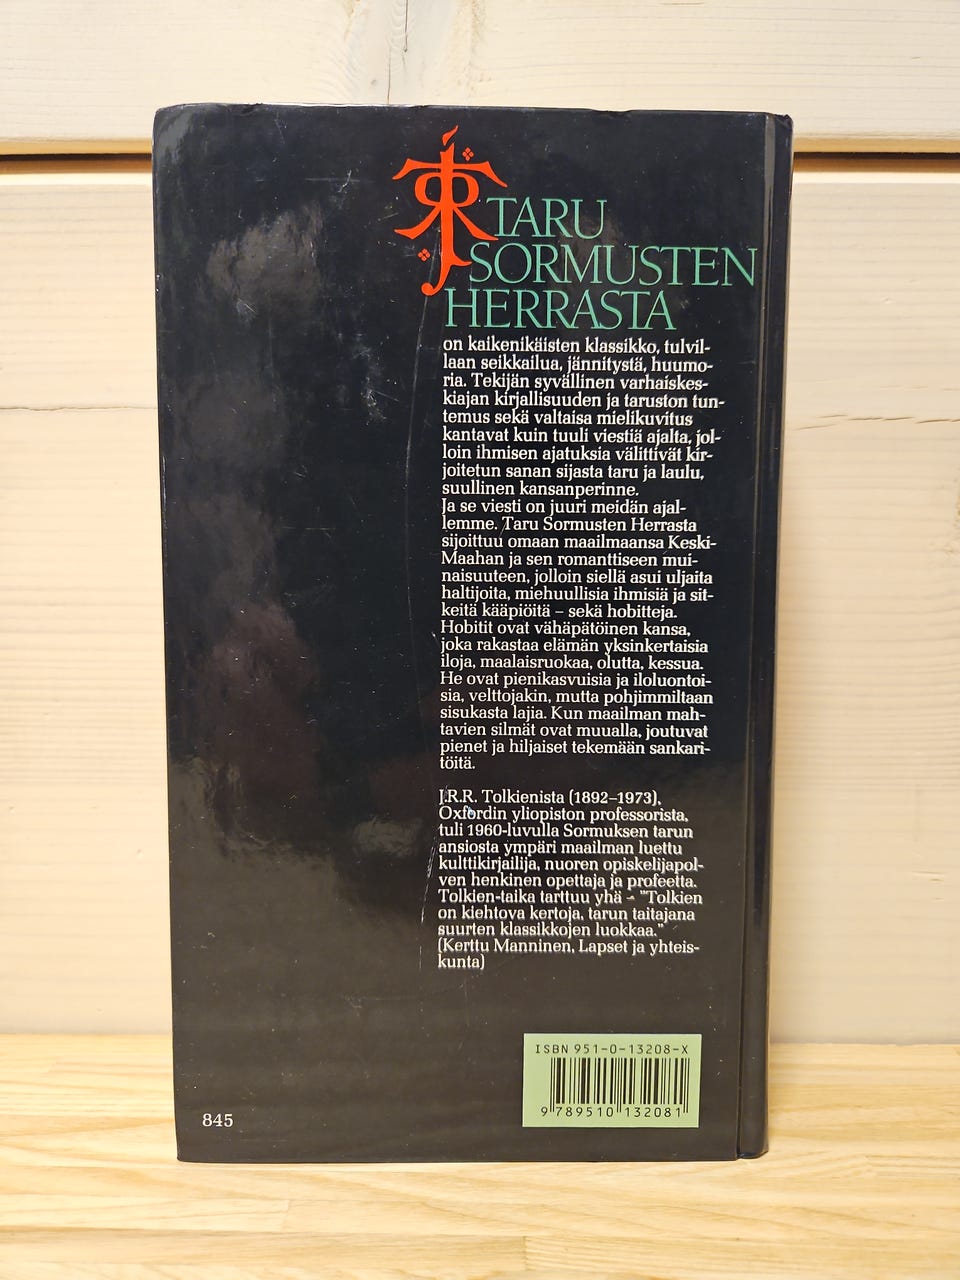 TARU
SORMUSTEN
HERRASTA
on kaikenikäisten klassikko, tulvil-
laan seikkailua, jännitystä, huumo-
ria. Tekijän syvällinen varhaiskes-
kiajan kirjallisuuden ja taruston tun-
temus sekä valtaisa mielikuvitus
kantavat kuin tuuli viestiä ajalta, jol-
loin ihmisen ajatuksia välittivät kir-
joitetun sanan sijasta taru ja laulu,
suullinen kansanperinne.
Ja se viesti on juuri meidän ajal-
lemme. Taru Sormusten Herrasta
sijoittuu omaan maailmaansa Keski-
Maahan ja sen romanttiseen mui-
naisuuteen, jolloin siellä asui uljaita
haltijoita, miehuullisia ihmisiä ja sit-
keitä kääpiöitä – sekä hobitteja.
Hobitit ovat vähäpätöinen kansa,
joka rakastaa elämän yksinkertaisia
iloja, maalaisruokaa, olutta, kessua.
He ovat pienikasvuisia ja iloluontoi-
sia, velttojakin, mutta pohjimmiltaan
sisukasta lajia. Kun maailman mah-
tavien silmät ovat muualla, joutuvat
pienet ja hiljaiset tekemään sankari-
töitä.
J.R.R. Tolkienista (1892–1973),
Oxfordin yliopiston professorista,
tuli 1960-luvulla Sormuksen tarun
ansiosta ympäri maailman luettu
kulttikirjailija, nuoren opiskelijapol-
ven henkinen opettaja ja profeetta.
Tolkien-taika tarttuu yhä – "Tolkien
on kiehtova kertoja, tarun taitajana
suurten klassikkojen luokkaa."
(Kerttu Manninen, Lapset ja yhteis-
kunta)
ISBN 951-0-13208-X
9 789510 132081
845